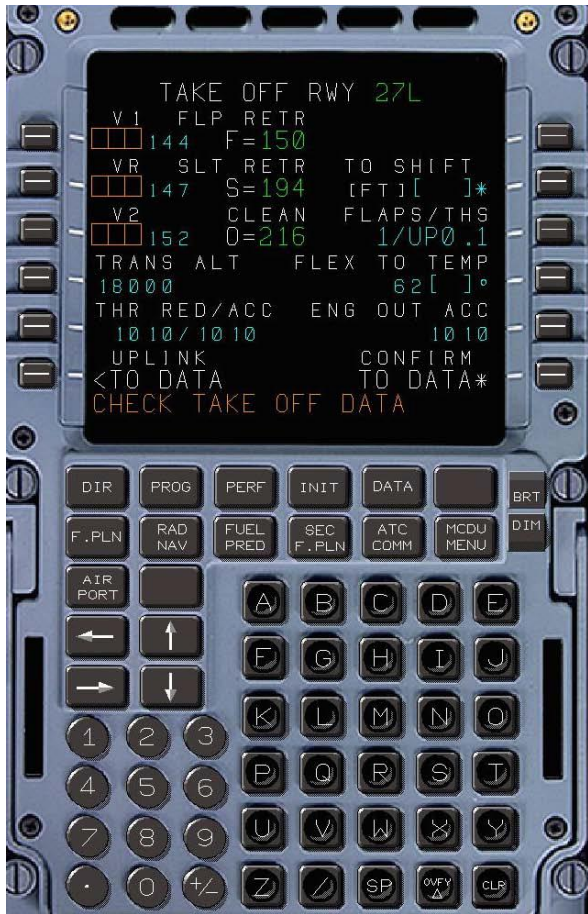 TAKE OFF RWY 27L
V1 FLP RETR
144 F=150
VR SLT RETR TO SHIFT
147 S=194 [FT][ ]*
V2 CLEAN FLAPS/THS
152 O=216 1/UP0.1
TRANS ALT FLEX TO TEMP
18000 62[ ]°
THR RED/ACC ENG OUT ACC
1010/1010 1010
UPLINK CONFIRM
<TO DATA TO DATA*
CHECK TAKE OFF DATA
DIR PROG PERF INIT DATA BRT
F.PLN RAD NAV FUEL PRED SEC F.PLN ATC COMM MCDU MENU DIM
AIR PORT
A B C D E
F G H I J
K L M N O
1 2 3
P Q R S T
4 5 6
U V W X Y
7 8 9
Z / SP OVFY Δ CLR
. 0 +/-